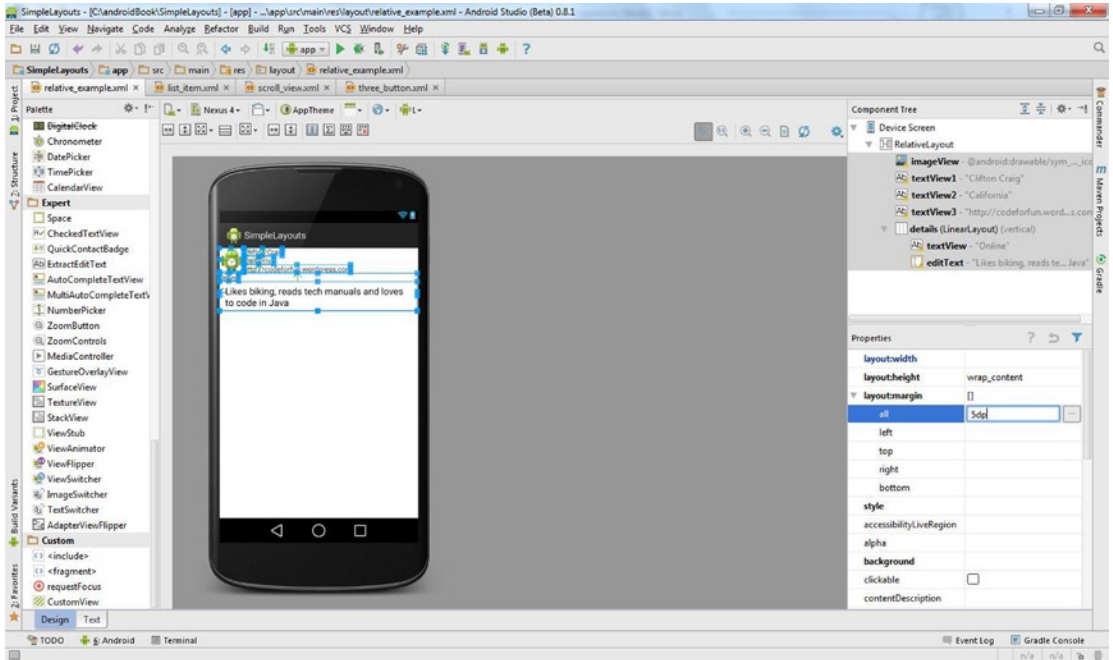 SimpleLayouts - [C:\androidBook\SimpleLayouts] - [app] - ...\app\src\main\res\layout\relative_example.xml - Android Studio (Beta) 0.8.1
File Edit View Navigate Code Analyze Refactor Build Run Tools VCS Window Help
app
SimpleLayouts app src main res layout relative_example.xml
relative_example.xml list_item.xml scroll_view.xml three_button.xml
1: Project
Structure
Z: Structure
Build Variants
2: Favorites
Palette
DigitalClock
Chronometer
DatePicker
TimePicker
CalendarView
Expert
Space
CheckedTextView
QuickContactBadge
ExtractEditText
AutoCompleteTextView
MultiAutoCompleteTextV
NumberPicker
ZoomButton
ZoomControls
MediaController
GestureOverlayView
SurfaceView
TextureView
StackView
ViewStub
ViewAnimator
ViewFlipper
ViewSwitcher
ImageSwitcher
TextSwitcher
AdapterViewFlipper
Custom
<include>
<fragment>
requestFocus
CustomView
Nexus 4 AppTheme L
SimpleLayouts
Likes biking, reads tech manuals and loves
to code in Java
Component Tree
Device Screen
RelativeLayout
imageView - @android:drawable/sym_..._ico
textView1 - "Clifton Craig"
textView2 - "California"
textView3 - "http://codeforfun.word...s.com
details (LinearLayout) (vertical)
textView - "Online"
editText - "Likes biking, reads te... Java"
Properties
layout:width
layout:height wrap_content
layout:margin []
all 5dp
left
top
right
bottom
style
accessibilityLiveRegion
alpha
background
clickable
contentDescription
Commander
Maven Projects
Gradle
Design Text
TODO 6: Android Terminal
Event Log Gradle Console
n/a n/a